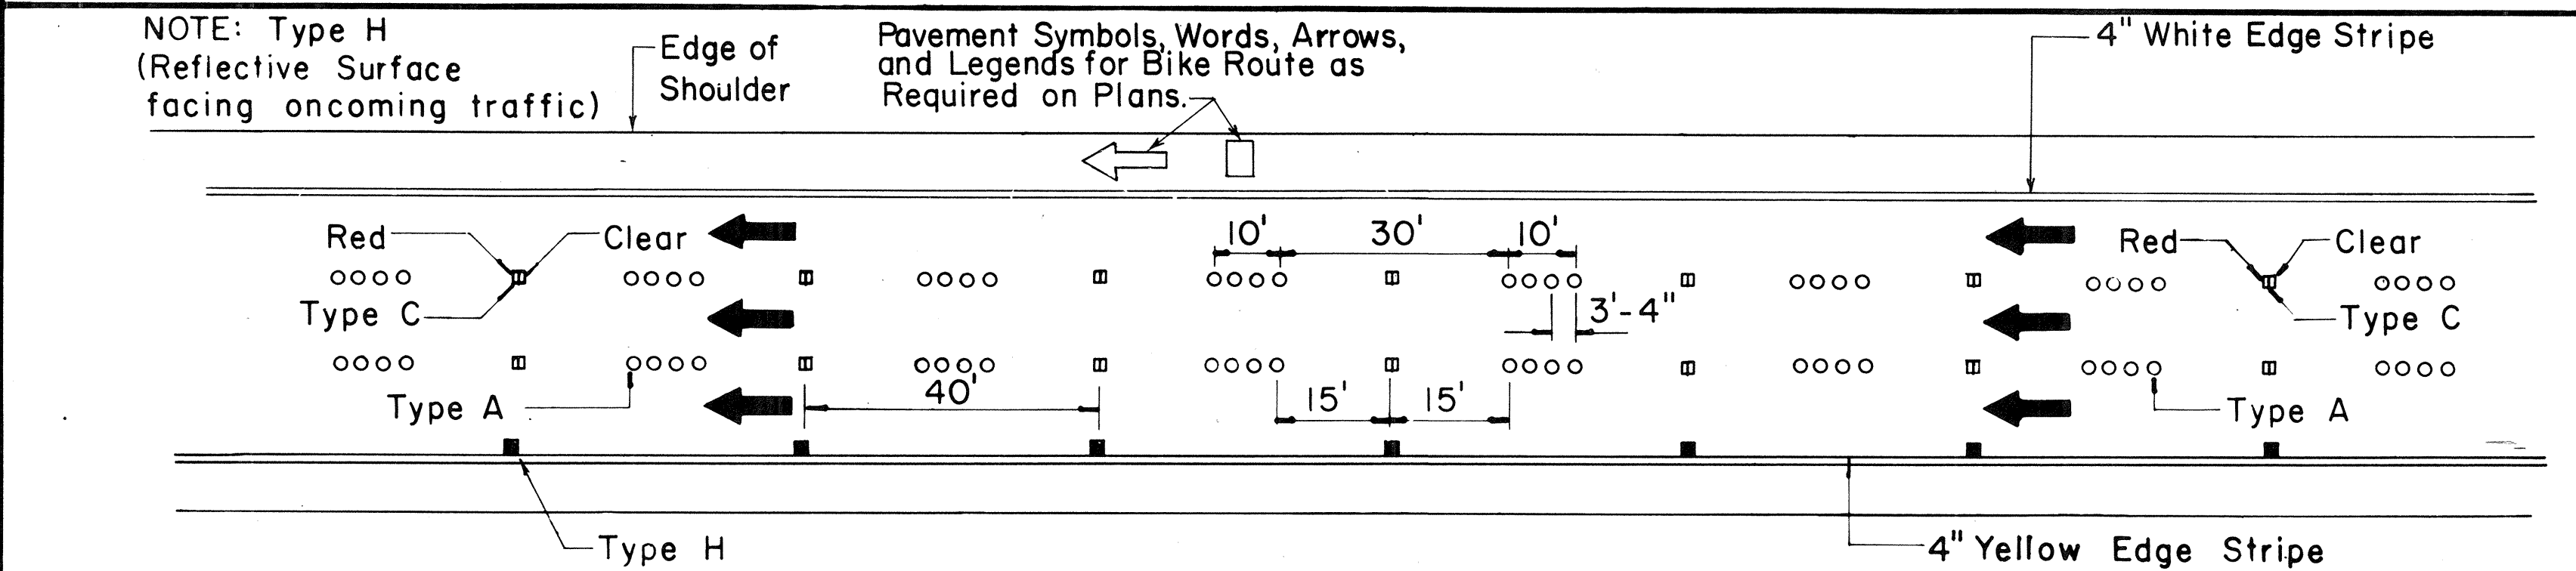 NOTE: Type H
(Reflective Surface
facing oncoming traffic)
Edge of
Shoulder
Pavement Symbols, Words, Arrows,
and Legends for Bike Route as
Required on Plans.
4" White Edge Stripe
Red
Clear
Type C
10'
30'
10'
Red
Clear
3'-4"
Type C
Type A
40'
15'
15'
Type A
Type H
4" Yellow Edge Stripe